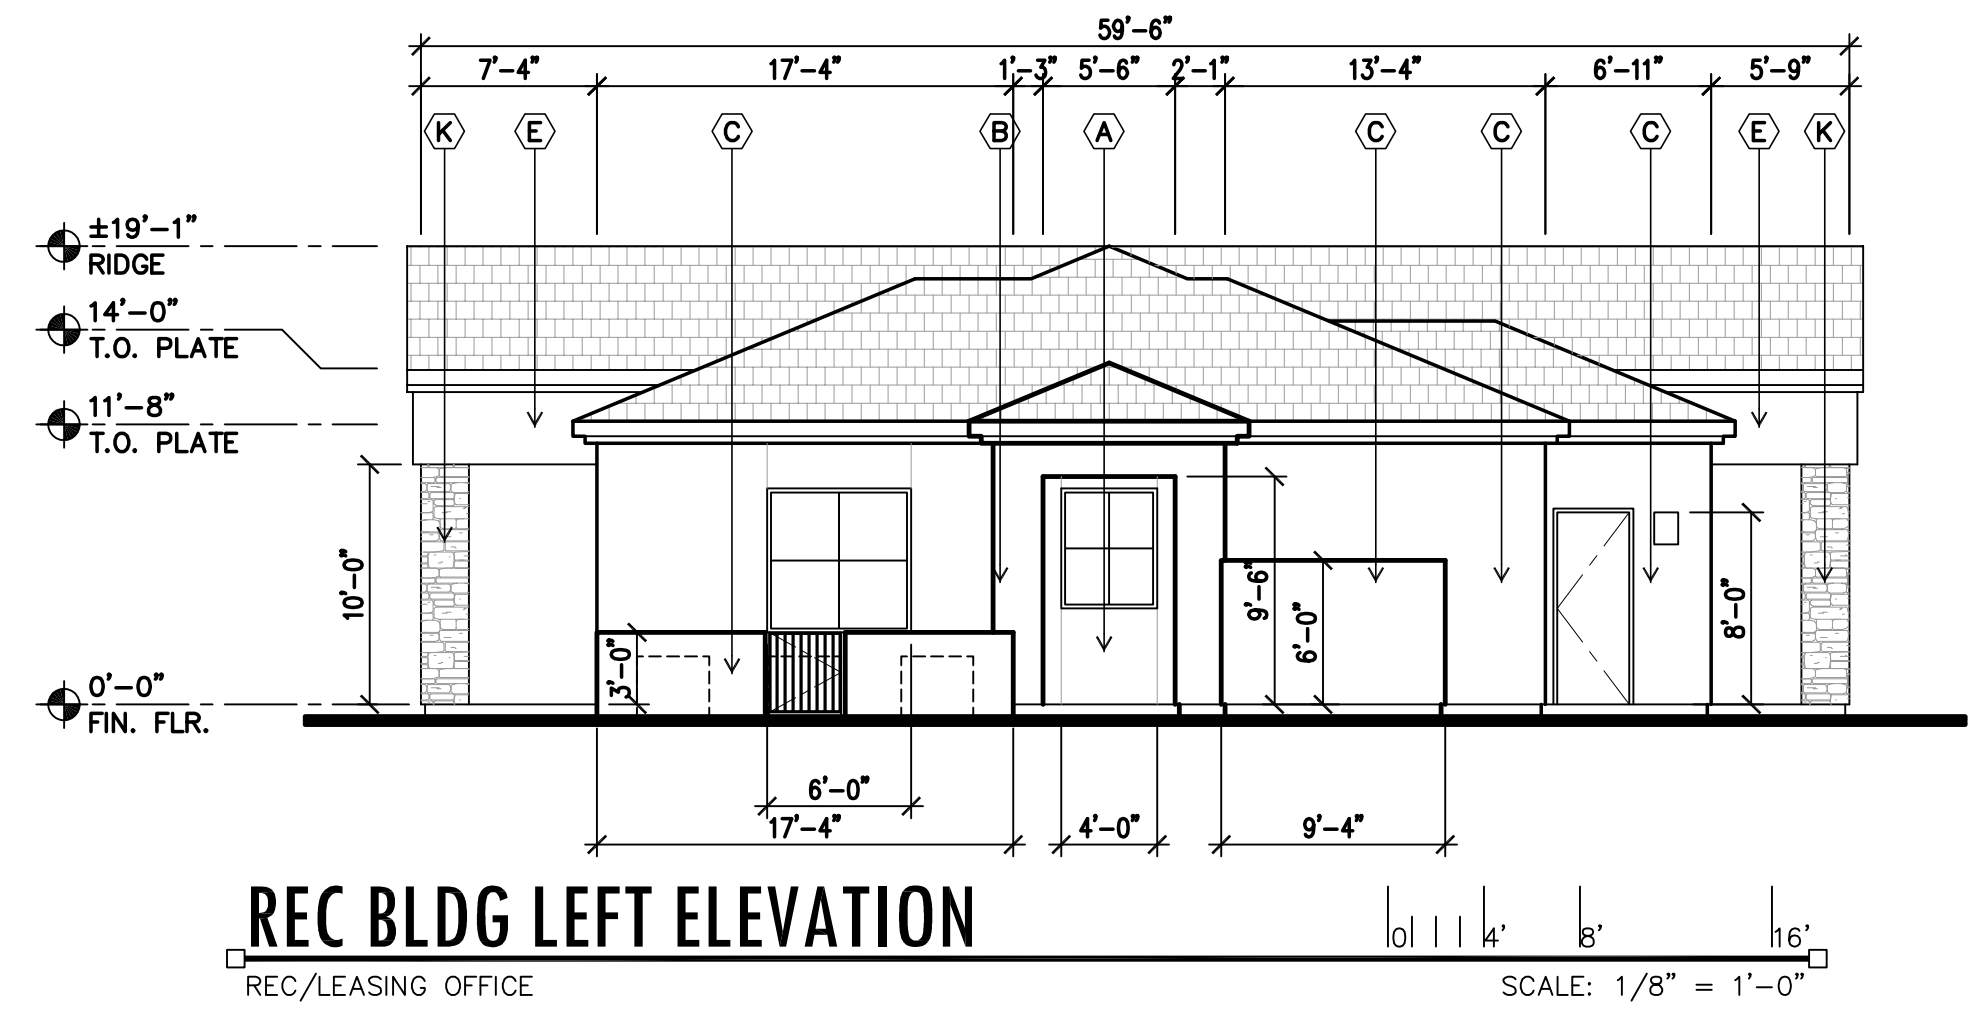 59'-6"
7'-4" 17'-4" 1'-3" 5'-6" 2'-1" 13'-4" 6'-11" 5'-9"
K E C B A C C C E K
±19'-1"
RIDGE
14'-0"
T.O. PLATE
11'-8"
T.O. PLATE
10'-0"
3'-0"
9'-6"
6'-0"
8'-0"
0'-0"
FIN. FLR.
6'-0"
17'-4" 4'-0" 9'-4"
REC BLDG LEFT ELEVATION
0 4' 8' 16'
REC/LEASING OFFICE
SCALE: 1/8" = 1'-0"